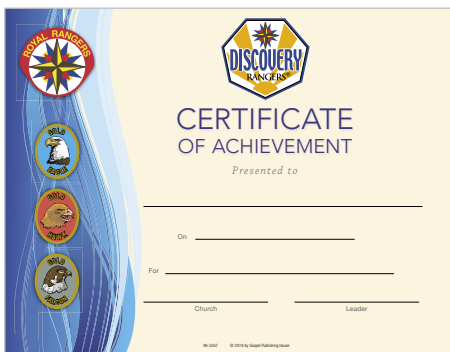 ROYAL RANGERS
DISCOVERY
RANGERS®
CERTIFICATE
OF ACHIEVEMENT
Presented to
GOLD
EAGLE
GOLD
HAWK
On
GOLD
FALCON
For
Church Leader
© 2016 by Gospel Publishing House